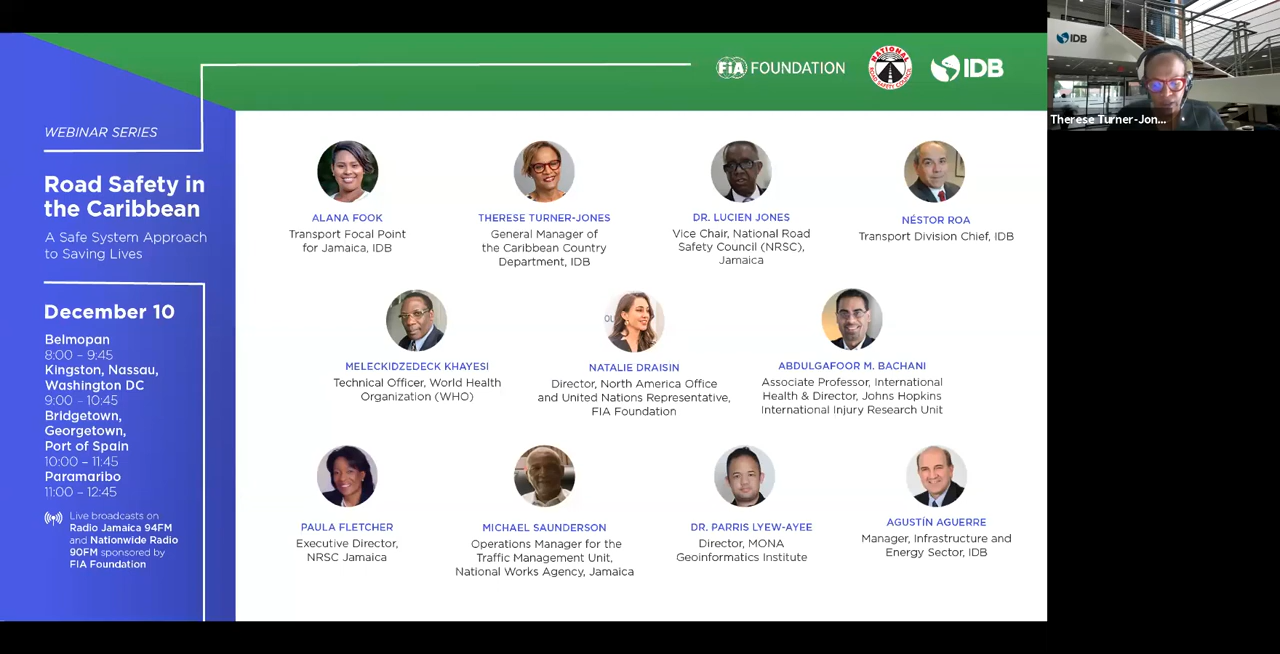 FiA FOUNDATION
NATIONAL
ROAD SAFETY COUNCIL
IDB
IDB
Therese Turner-Jon...
WEBINAR SERIES
Road Safety in
the Caribbean
A Safe System Approach
to Saving Lives
December 10
Belmopan
8:00 – 9:45
Kingston, Nassau,
Washington DC
9:00 – 10:45
Bridgetown,
Georgetown,
Port of Spain
10:00 – 11:45
Paramaribo
11:00 – 12:45
Live broadcasts on
Radio Jamaica 94FM
and Nationwide Radio
90FM sponsored by
FIA Foundation
ALANA FOOK
Transport Focal Point
for Jamaica, IDB
THERESE TURNER-JONES
General Manager of
the Caribbean Country
Department, IDB
DR. LUCIEN JONES
Vice Chair, National Road
Safety Council (NRSC),
Jamaica
NÉSTOR ROA
Transport Division Chief, IDB
MELECKIDZEDECK KHAYESI
Technical Officer, World Health
Organization (WHO)
OL
NATALIE DRAISIN
Director, North America Office
and United Nations Representative,
FIA Foundation
ABDULGAFOOR M. BACHANI
Associate Professor, International
Health & Director, Johns Hopkins
International Injury Research Unit
PAULA FLETCHER
Executive Director,
NRSC Jamaica
MICHAEL SAUNDERSON
Operations Manager for the
Traffic Management Unit,
National Works Agency, Jamaica
DR. PARRIS LYEW-AYEE
Director, MONA
Geoinformatics Institute
AGUSTÍN AGUERRE
Manager, Infrastructure and
Energy Sector, IDB